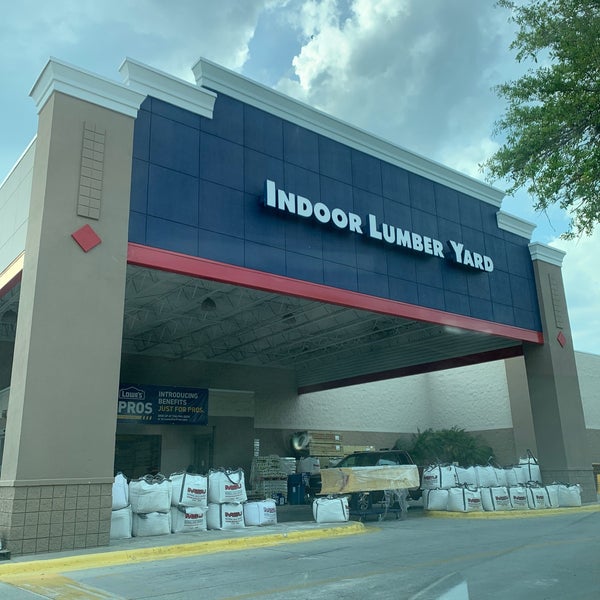 INDOOR LUMBER YARD
LOWE'S
PROS
INTRODUCING
BENEFITS
JUST FOR PROS.